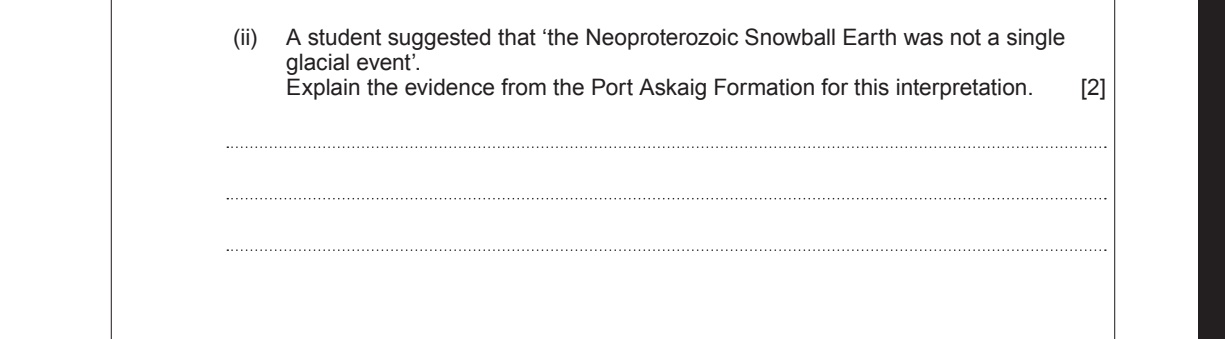 (ii) A student suggested that ‘the Neoproterozoic Snowball Earth was not a single
glacial event’.
Explain the evidence from the Port Askaig Formation for this interpretation. [2]